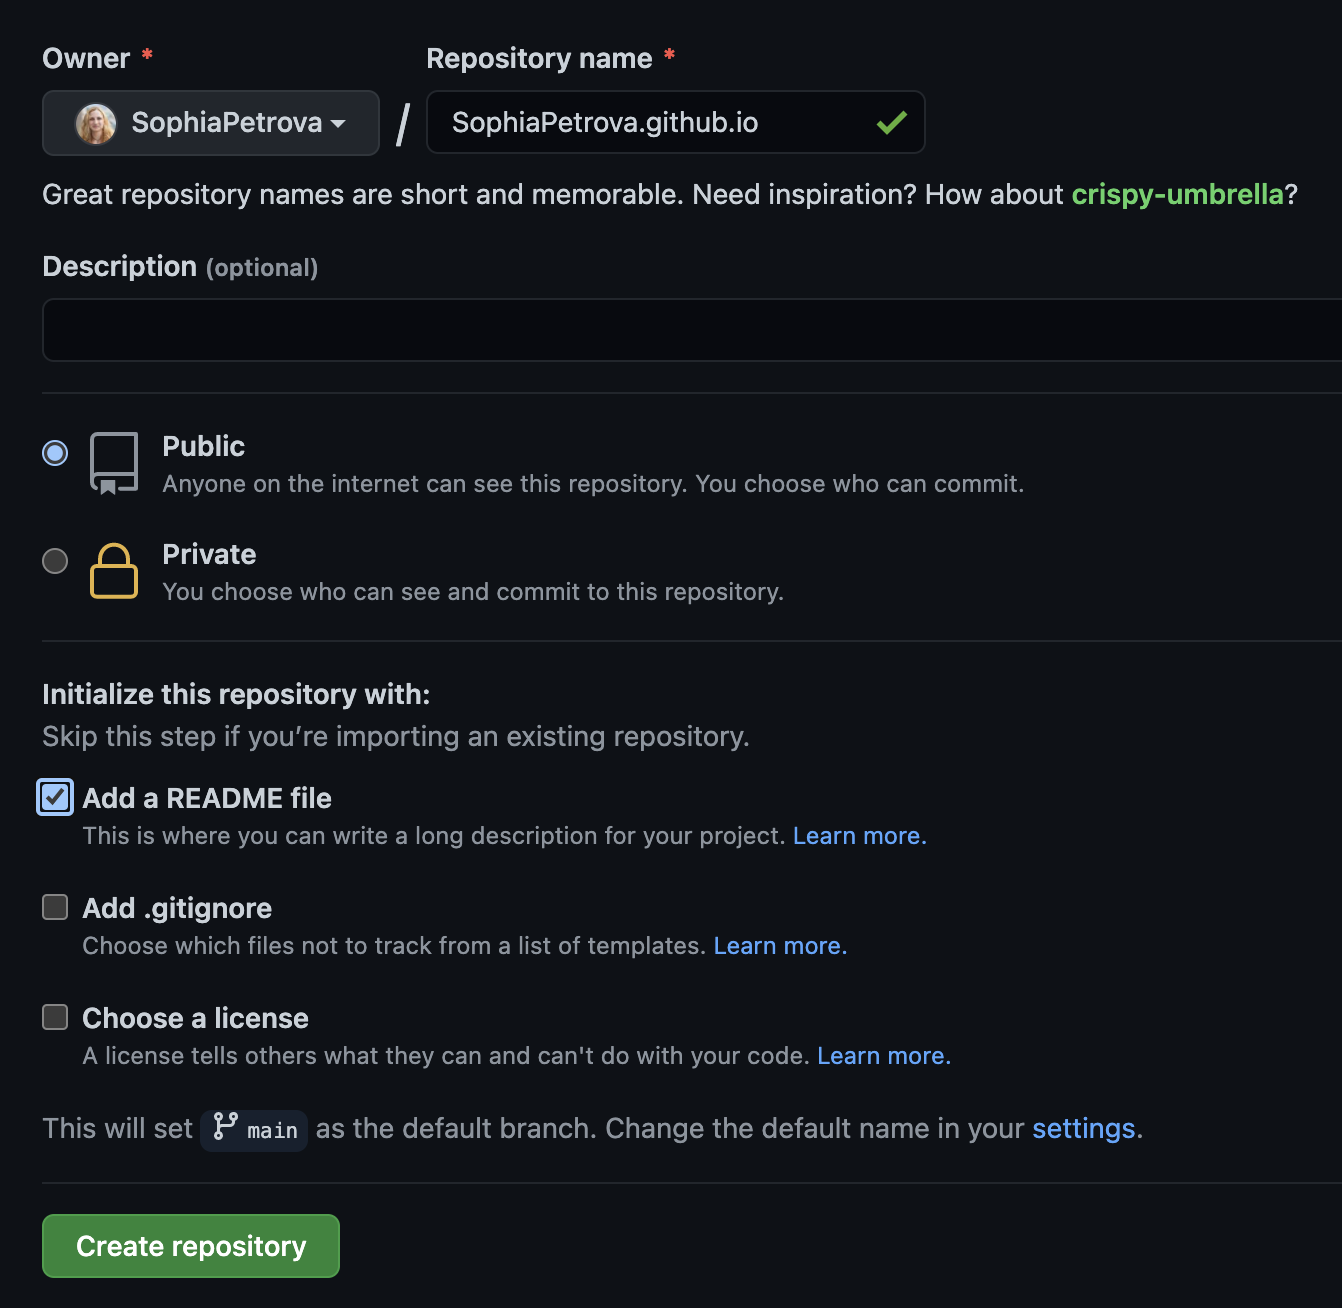 Owner * Repository name *
SophiaPetrova / SophiaPetrova.github.io
Great repository names are short and memorable. Need inspiration? How about crispy-umbrella?
Description (optional)
Public
Anyone on the internet can see this repository. You choose who can commit.
Private
You choose who can see and commit to this repository.
Initialize this repository with:
Skip this step if you’re importing an existing repository.
Add a README file
This is where you can write a long description for your project. Learn more.
Add .gitignore
Choose which files not to track from a list of templates. Learn more.
Choose a license
A license tells others what they can and can't do with your code. Learn more.
This will set main as the default branch. Change the default name in your settings.
Create repository